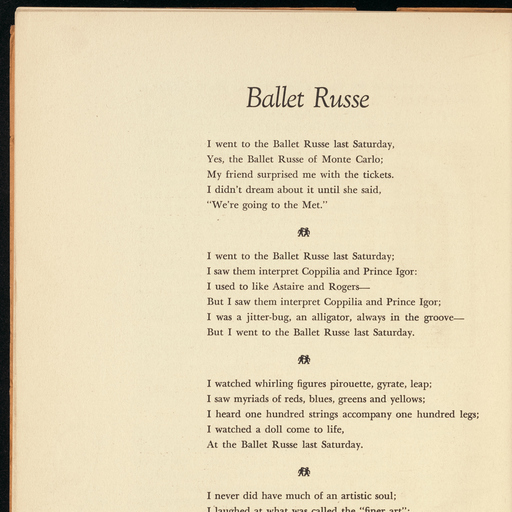 Ballet Russe
I went to the Ballet Russe last Saturday,
Yes, the Ballet Russe of Monte Carlo;
My friend surprised me with the tickets.
I didn't dream about it until she said,
"We're going to the Met."
I went to the Ballet Russe last Saturday;
I saw them interpret Coppilia and Prince Igor:
I used to like Astaire and Rogers—
But I saw them interpret Coppilia and Prince Igor;
I was a jitter-bug, an alligator, always in the groove—
But I went to the Ballet Russe last Saturday.
I watched whirling figures pirouette, gyrate, leap;
I saw myriads of reds, blues, greens and yellows;
I heard one hundred strings accompany one hundred legs;
I watched a doll come to life,
At the Ballet Russe last Saturday.
I never did have much of an artistic soul;
I laughed at what was called the "finer art";